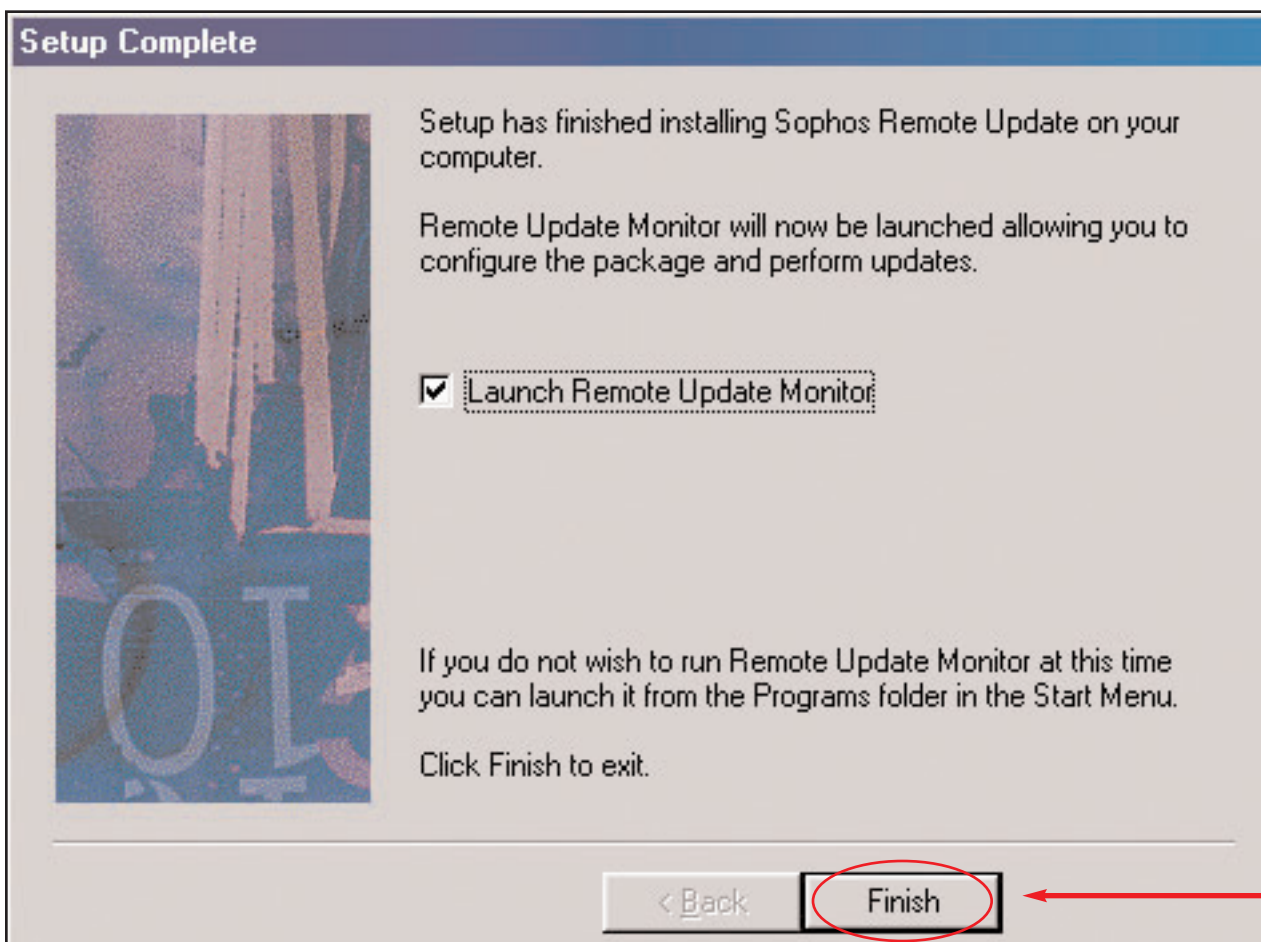 Setup Complete
Setup has finished installing Sophos Remote Update on your
computer.
Remote Update Monitor will now be launched allowing you to
configure the package and perform updates.
Launch Remote Update Monitor
If you do not wish to run Remote Update Monitor at this time
you can launch it from the Programs folder in the Start Menu.
Click Finish to exit.
< Back
Finish